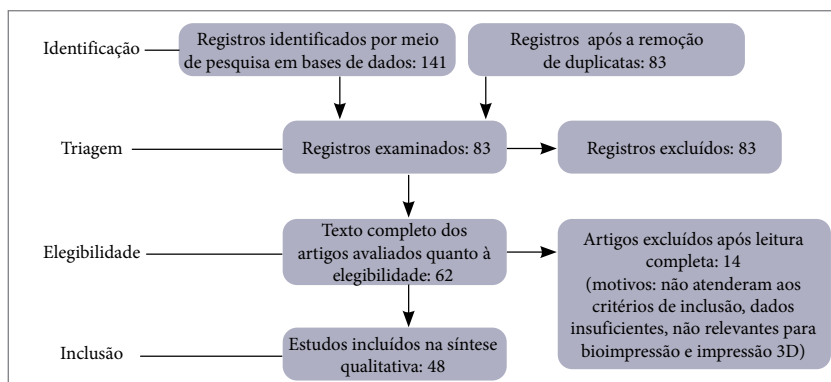 Identificação
Registros identificados por meio
de pesquisa em bases de dados: 141
Registros após a remoção
de duplicatas: 83
Triagem
Registros examinados: 83
Registros excluídos: 83
Elegibilidade
Texto completo dos
artigos avaliados quanto à
elegibilidade: 62
Artigos excluídos após leitura
completa: 14
(motivos: não atenderam aos
critérios de inclusão, dados
insuficientes, não relevantes para
bioimpressão e impressão 3D)
Inclusão
Estudos incluídos na síntese
qualitativa: 48